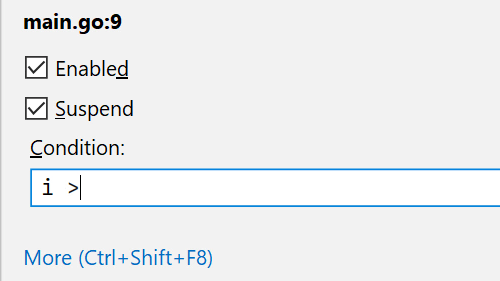 main.go:9
Enabled
Suspend
Condition:
i >
More (Ctrl+Shift+F8)